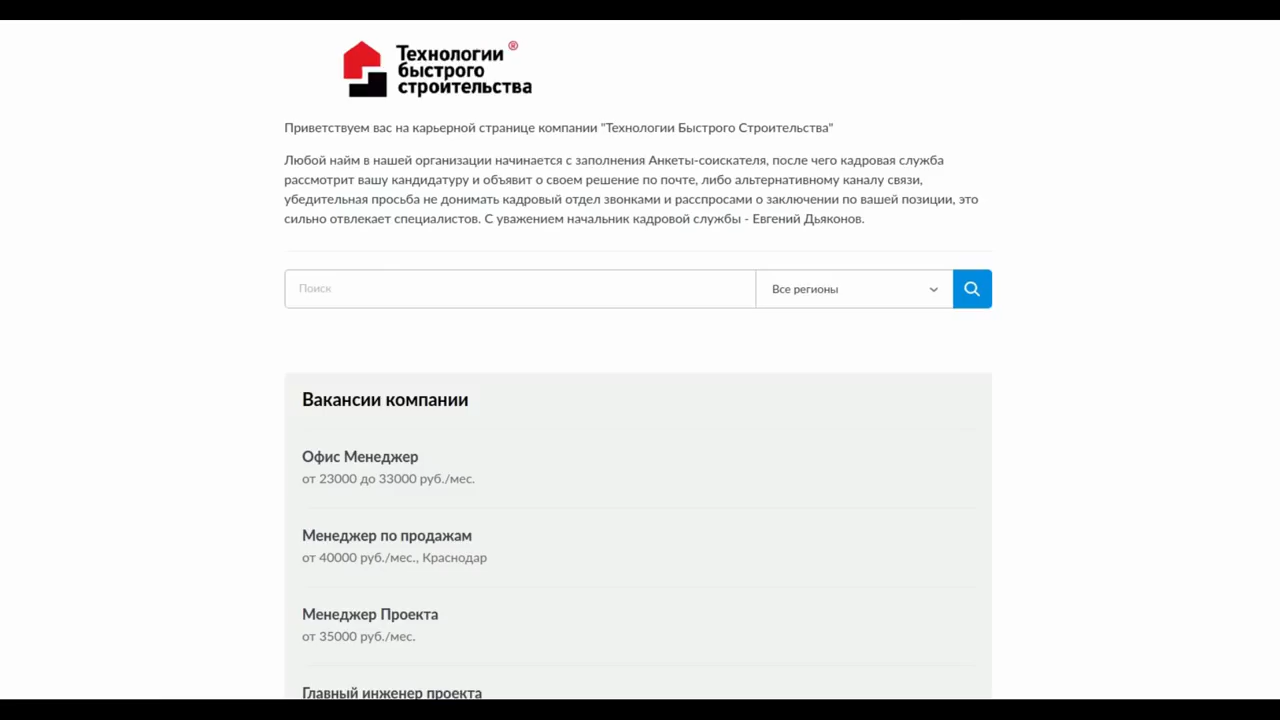 Технологии ®
быстрого
строительства
Приветствуем вас на карьерной странице компании "Технологии Быстрого Строительства"
Любой найм в нашей организации начинается с заполнения Анкеты-соискателя, после чего кадровая служба
рассмотрит вашу кандидатуру и объявит о своем решение по почте, либо альтернативному каналу связи,
убедительная просьба не донимать кадровый отдел звонками и расспросами о заключении по вашей позиции, это
сильно отвлекает специалистов. С уважением начальник кадровой службы - Евгений Дьяконов.
Поиск
Все регионы
Вакансии компании
Офис Менеджер
от 23000 до 33000 руб./мес.
Менеджер по продажам
от 40000 руб./мес., Краснодар
Менеджер Проекта
от 35000 руб./мес.
Главный инженер проекта